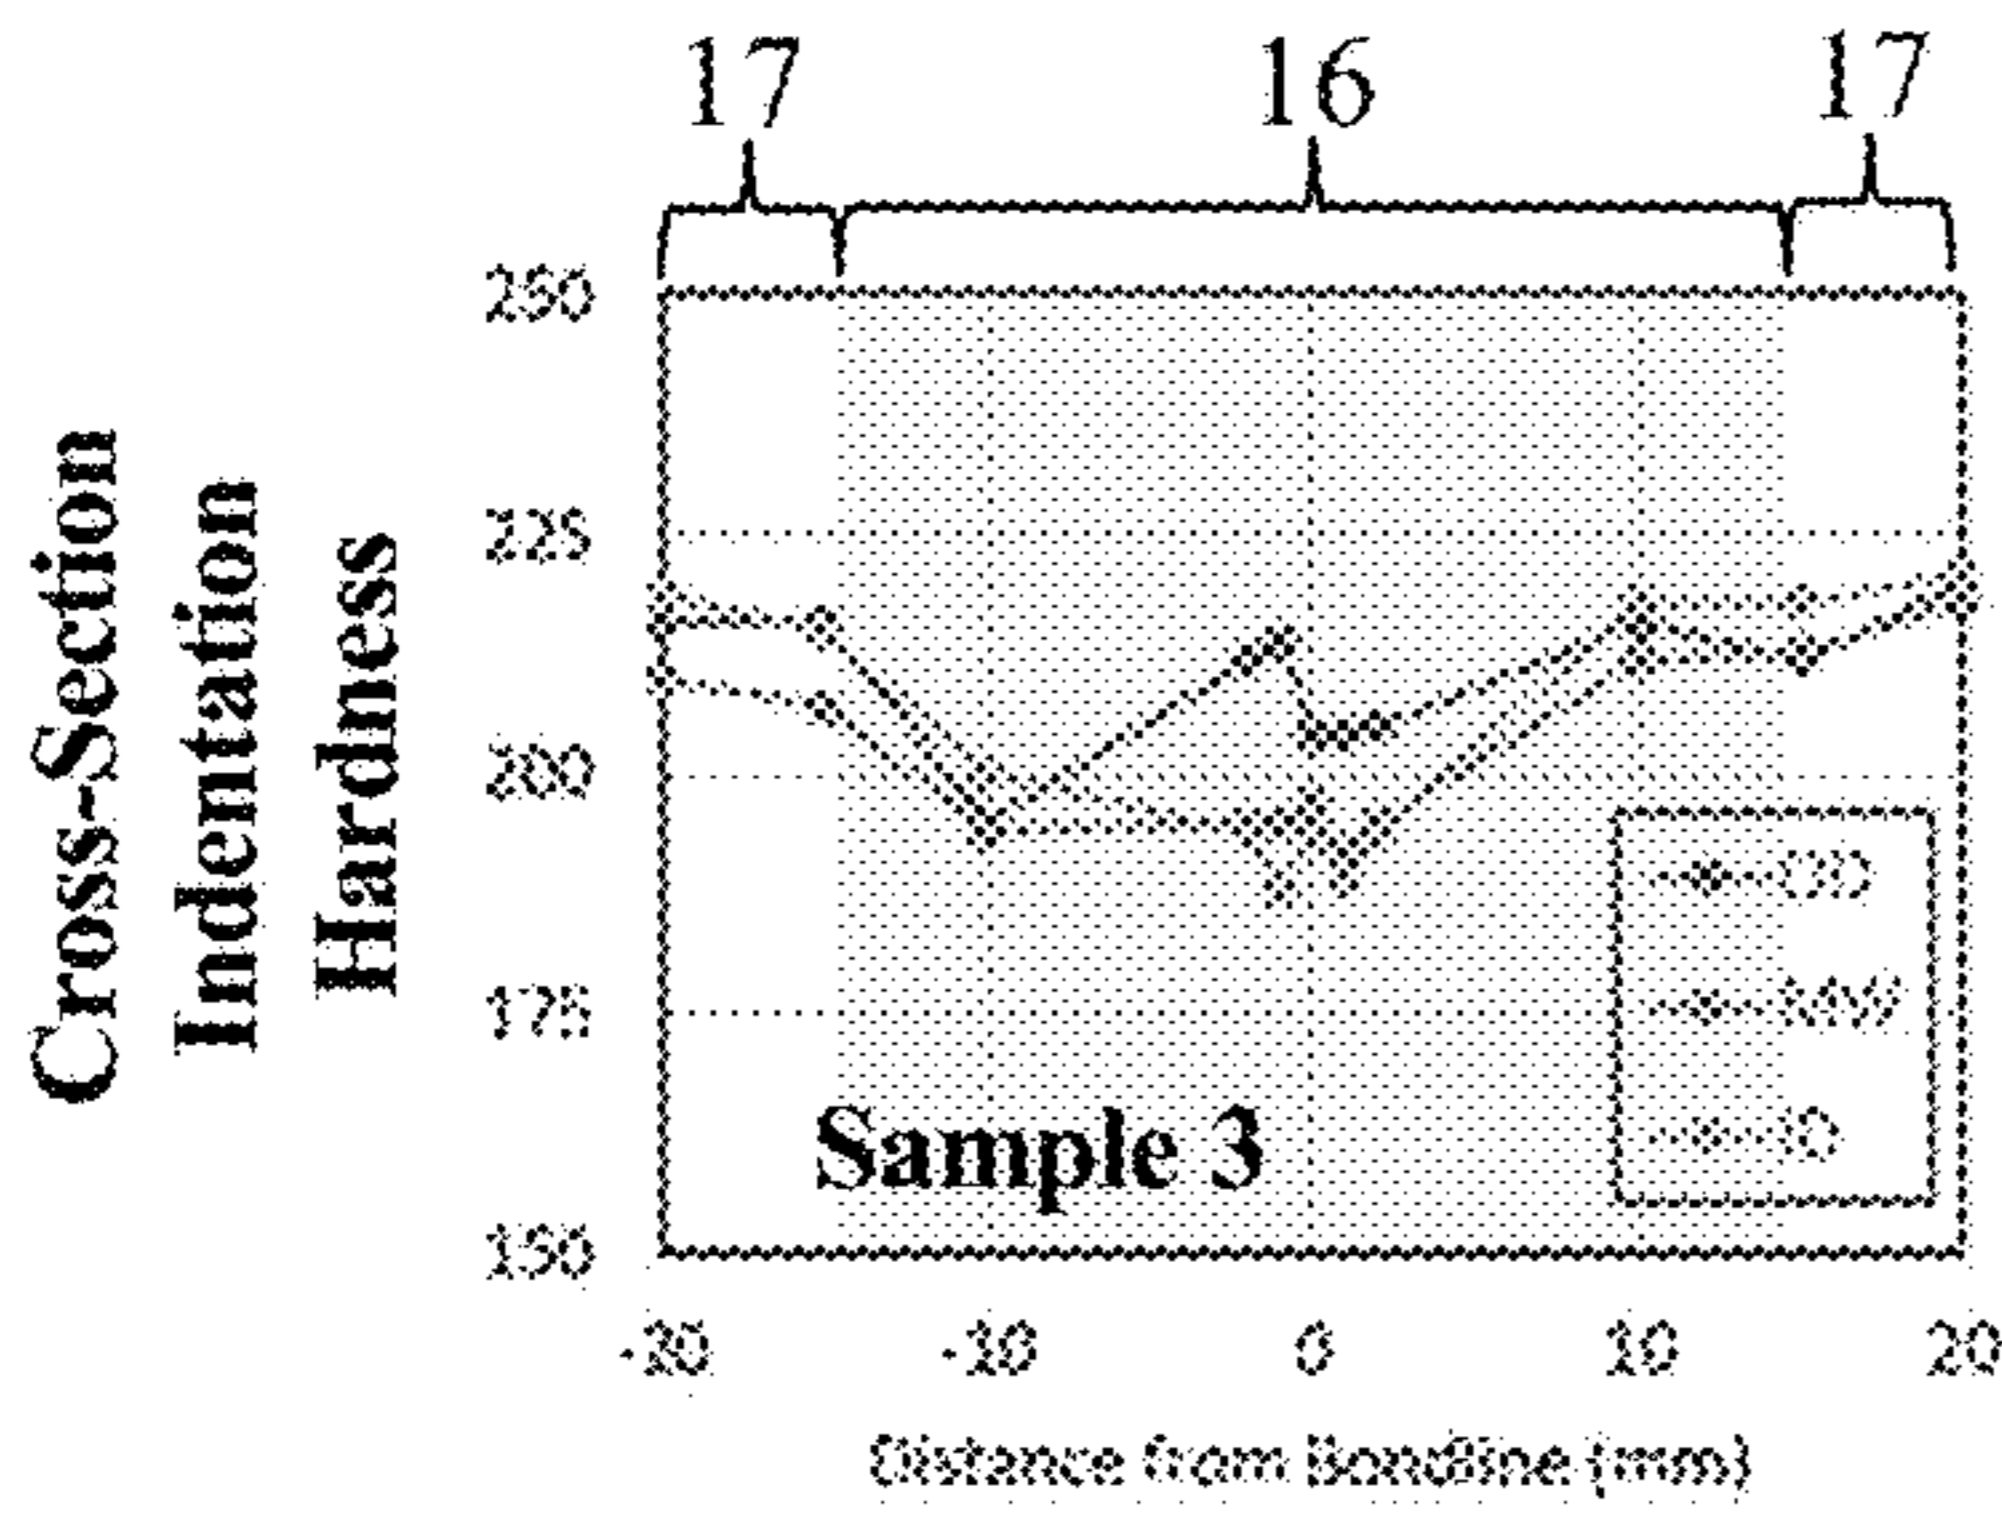 17 16 17
Cross-Section
Indentation
Hardness
250
225
200
175
150
OD
MW
ID
Sample 3
-20 -10 0 10 20
Distance from Bondline (mm)